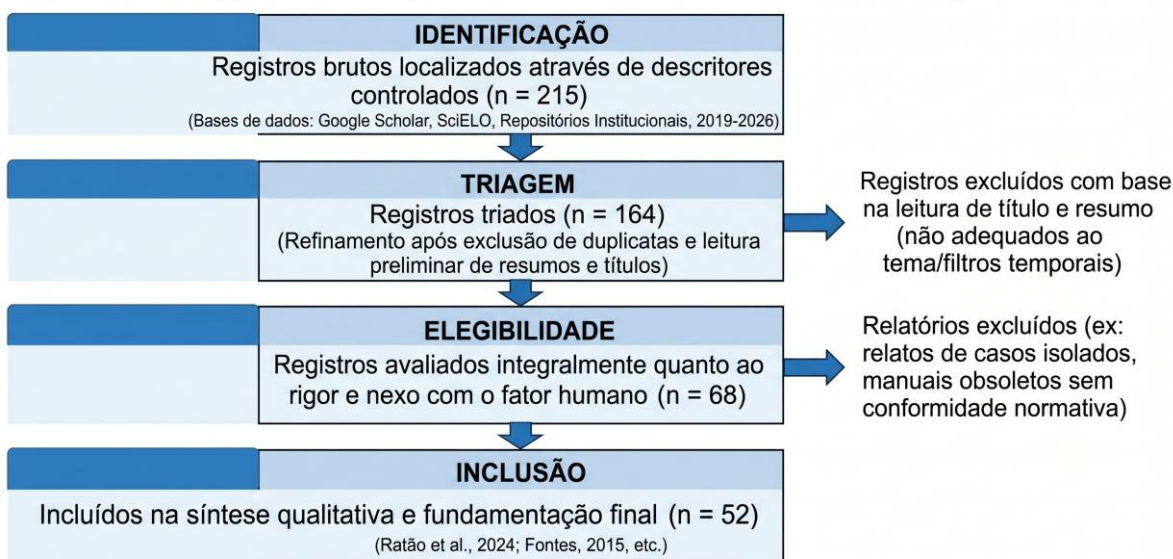 IDENTIFICAÇÃO
Registros brutos localizados através de descritores
controlados (n = 215)
(Bases de dados: Google Scholar, SciELO, Repositórios Institucionais, 2019-2026)
TRIAGEM
Registros triados (n = 164)
(Refinamento após exclusão de duplicatas e leitura
preliminar de resumos e títulos)
Registros excluídos com base
na leitura de título e resumo
(não adequados ao
tema/filtros temporais)
ELEGIBILIDADE
Registros avaliados integralmente quanto ao
rigor e nexo com o fator humano (n = 68)
Relatórios excluídos (ex:
relatos de casos isolados,
manuais obsoletos sem
conformidade normativa)
INCLUSÃO
Incluídos na síntese qualitativa e fundamentação final (n = 52)
(Ratão et al., 2024; Fontes, 2015, etc.)